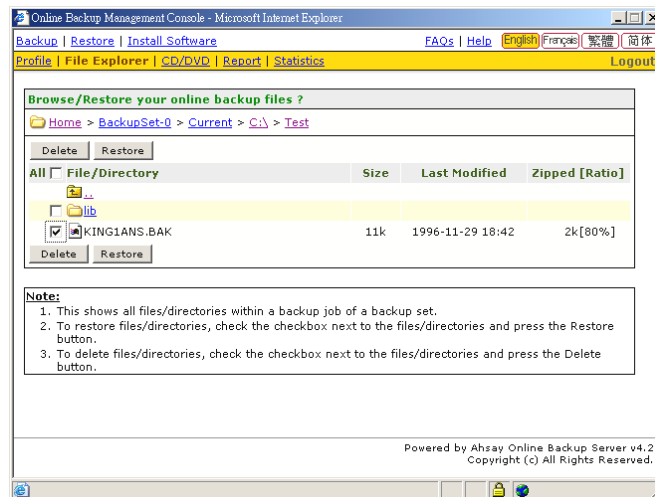 Online Backup Management Console - Microsoft Internet Explorer
Backup | Restore | Install Software FAQs | Help English Français 繁體 简体
Profile | File Explorer | CD/DVD | Report | Statistics Logout
Browse/Restore your online backup files ?
Home > BackupSet-0 > Current > C:\ > Test
Delete Restore
All File/Directory Size Last Modified Zipped [Ratio]
..
lib
KING1ANS.BAK 11k 1996-11-29 18:42 2k[80%]
Delete Restore
Note:
1. This shows all files/directories within a backup job of a backup set.
2. To restore files/directories, check the checkbox next to the files/directories and press the Restore
button.
3. To delete files/directories, check the checkbox next to the files/directories and press the Delete
button.
Powered by Ahsay Online Backup Server v4.2
Copyright (c) All Rights Reserved.